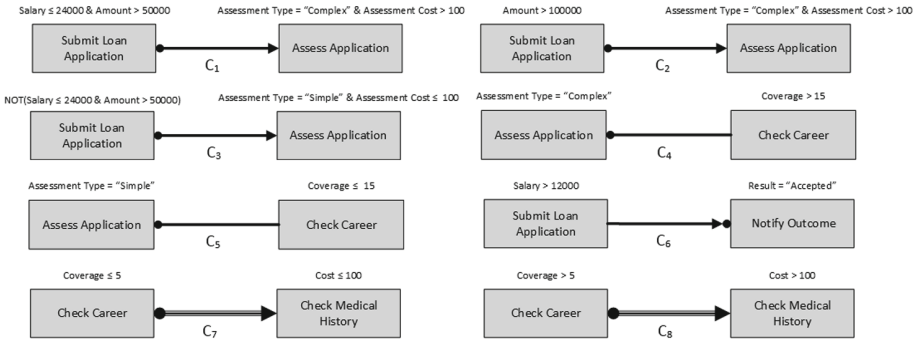 Salary ≤ 24000 & Amount > 50000
Assessment Type = “Complex” & Assessment Cost > 100
Submit Loan
Application
Assess Application
C1
Amount > 100000
Assessment Type = “Complex” & Assessment Cost > 100
Submit Loan
Application
Assess Application
C2
NOT(Salary ≤ 24000 & Amount > 50000)
Assessment Type = “Simple” & Assessment Cost ≤ 100
Submit Loan
Application
Assess Application
C3
Assessment Type = “Complex”
Coverage > 15
Assess Application
Check Career
C4
Assessment Type = “Simple”
Coverage ≤ 15
Assess Application
Check Career
C5
Salary > 12000
Result = “Accepted”
Submit Loan
Application
Notify Outcome
C6
Coverage ≤ 5
Cost ≤ 100
Check Career
Check Medical
History
C7
Coverage > 5
Cost > 100
Check Career
Check Medical
History
C8